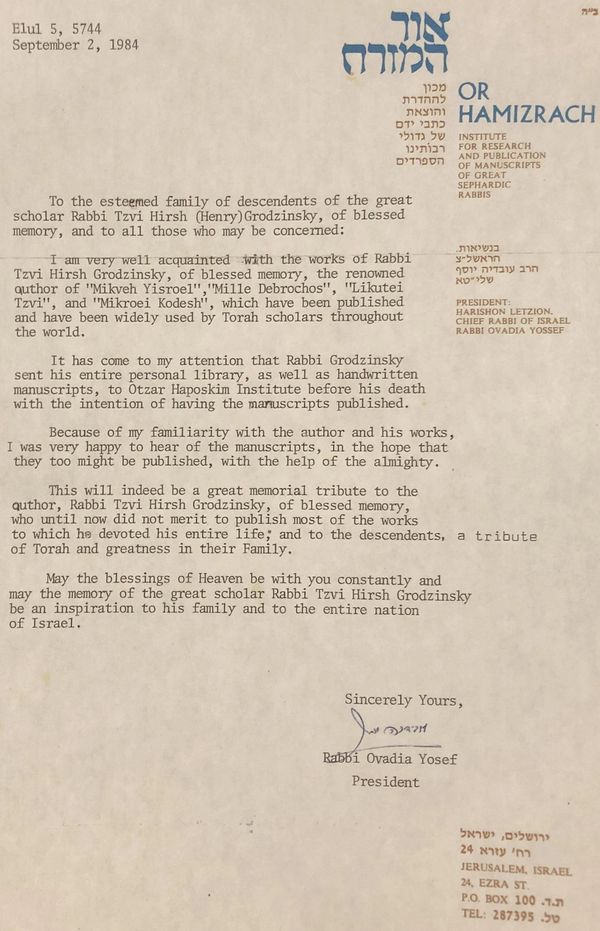 ב״ה
Elul 5, 5744
September 2, 1984
אור
המזרח
מכון
לההדרת
והוצאת
כתבי ידם
של גדולי
רבותינו
הספרדים
OR
HAMIZRACH
INSTITUTE
FOR RESEARCH
AND PUBLICATION
OF MANUSCRIPTS
OF GREAT
SEPHARDIC
RABBIS
בנשיאות.
הראשל״צ
הרב עובדיה יוסף
שלי״טא
PRESIDENT:
HARISHON LETZION.
CHIEF RABBI OF ISRAEL
RABBI OVADIA YOSSEF
To the esteemed family of descendents of the great
scholar Rabbi Tzvi Hirsh (Henry)Grodzinsky, of blessed
memory, and to all those who may be concerned:
I am very well acquainted with the works of Rabbi
Tzvi Hirsh Grodzinsky, of blessed memory, the renowned
author of "Mikveh Yisroel","Mille Debrochos", "Likutei
Tzvi", and "Mikroei Kodesh", which have been published
and have been widely used by Torah scholars throughout
the world.
It has come to my attention that Rabbi Grodzinsky
sent his entire personal library, as well as handwritten
manuscripts, to Otzar Haposkim Institute before his death
with the intention of having the manuscripts published.
Because of my familiarity with the author and his works,
I was very happy to hear of the manuscripts, in the hope that
they too might be published, with the help of the almighty.
This will indeed be a great memorial tribute to the
author, Rabbi Tzvi Hirsh Grodzinsky, of blessed memory,
who until now did not merit to publish most of the works
to which he devoted his entire life; and to the descendents, a tribute
of Torah and greatness in their Family.
May the blessings of Heaven be with you constantly and
may the memory of the great scholar Rabbi Tzvi Hirsh Grodzinsky
be an inspiration to his family and to the entire nation
of Israel.
Sincerely Yours,
עובדיה יוסף
Rabbi Ovadia Yosef
President
ירושלים, ישראל
רח׳ עזרא 24
JERUSALEM, ISRAEL
24, EZRA ST.
P.O. BOX 100 ת.ד.
TEL: 287395 טל.